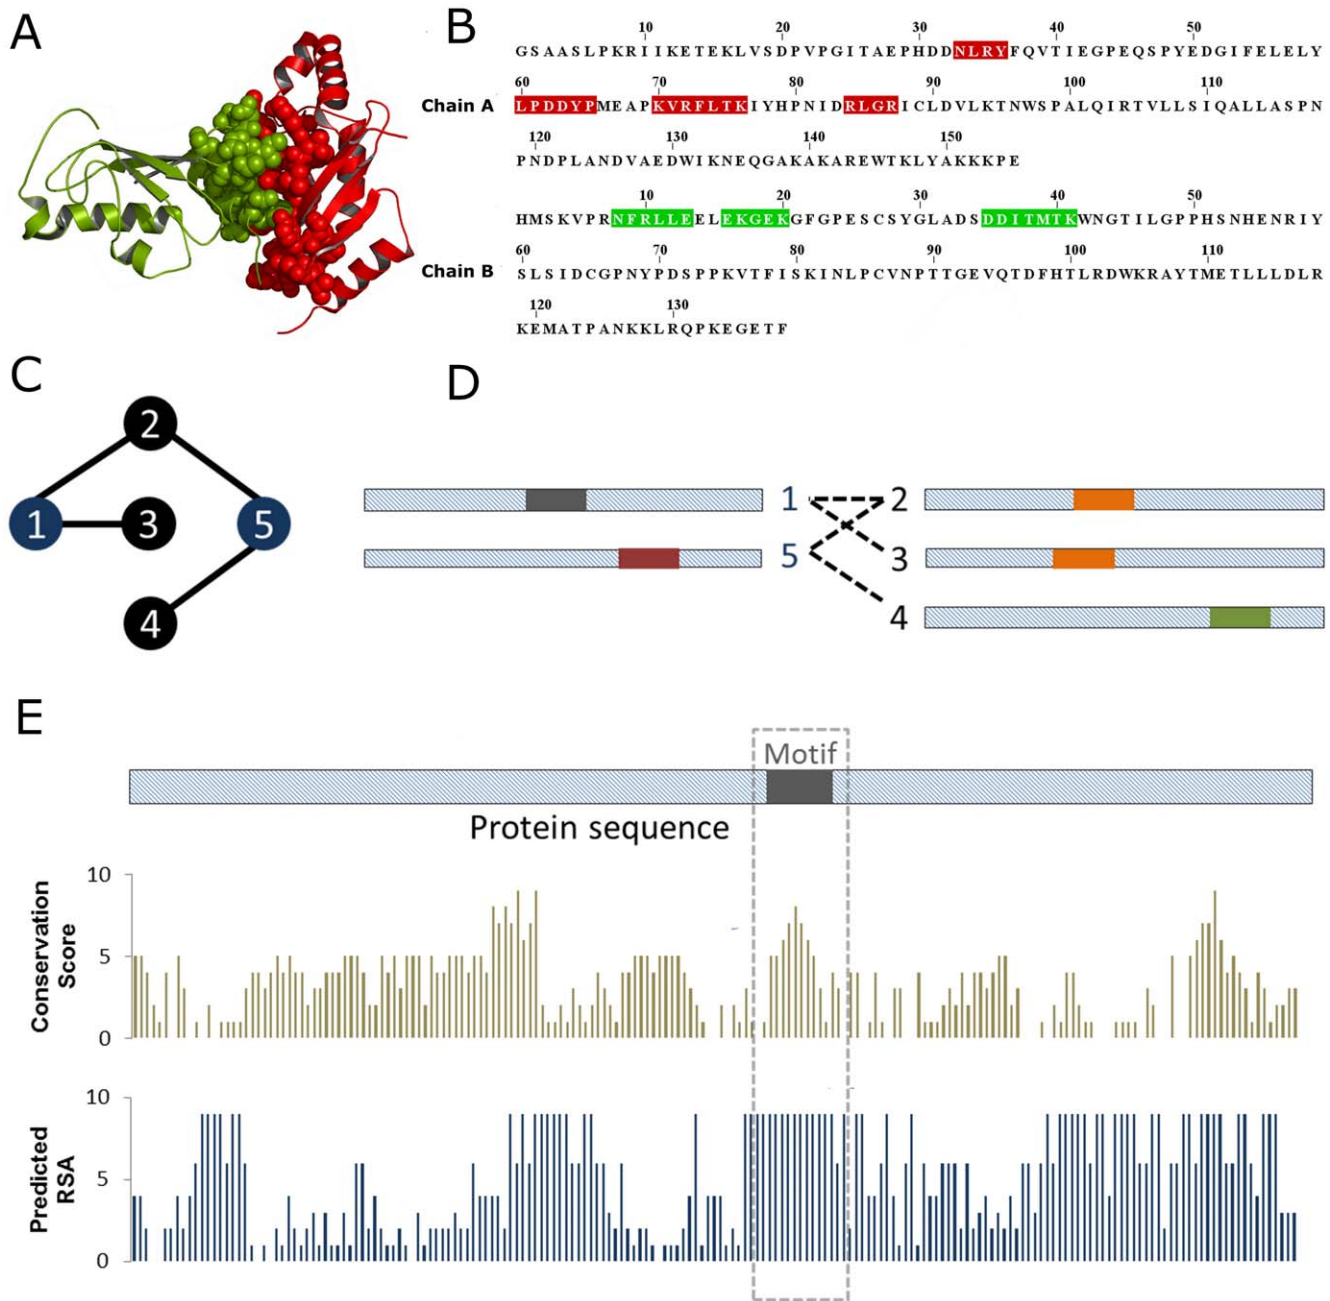 A
B
10 20 30 40 50
GSAASLPKRIIKETEKLVSDPVPGITAEPHDDNLRYFQVTIEGPEQSPYEDGIFELELY
60 70 80 90 100 110
Chain A LPDDYPMEAPKVRFLTKIYHPNIDRLGRICLDVLKTNWSPALQIRTVLLSIQALLASPN
120 130 140 150
PNDPLANDVAEDWIKNEQGAKAKAREWTKLYAKKKPE
10 20 30 40 50
HMSKVPRNFRLLEELEKGEKGFGPESCSYGLADSDDITMTKWNGTILGPPHSNHENRIY
60 70 80 90 100 110
Chain B SLSIDCGPNYPDSPPKVTFISKINLPCVNPTTGEVQTDFHTLRDWKRAYTMETLLLDLR
120 130
KEMATPANKKLRQPKEGETF
C
2
1 3 5
4
D
1 2
5 3
4
E
Motif
Protein sequence
Conservation
Score
10
5
0
Predicted
RSA
10
5
0